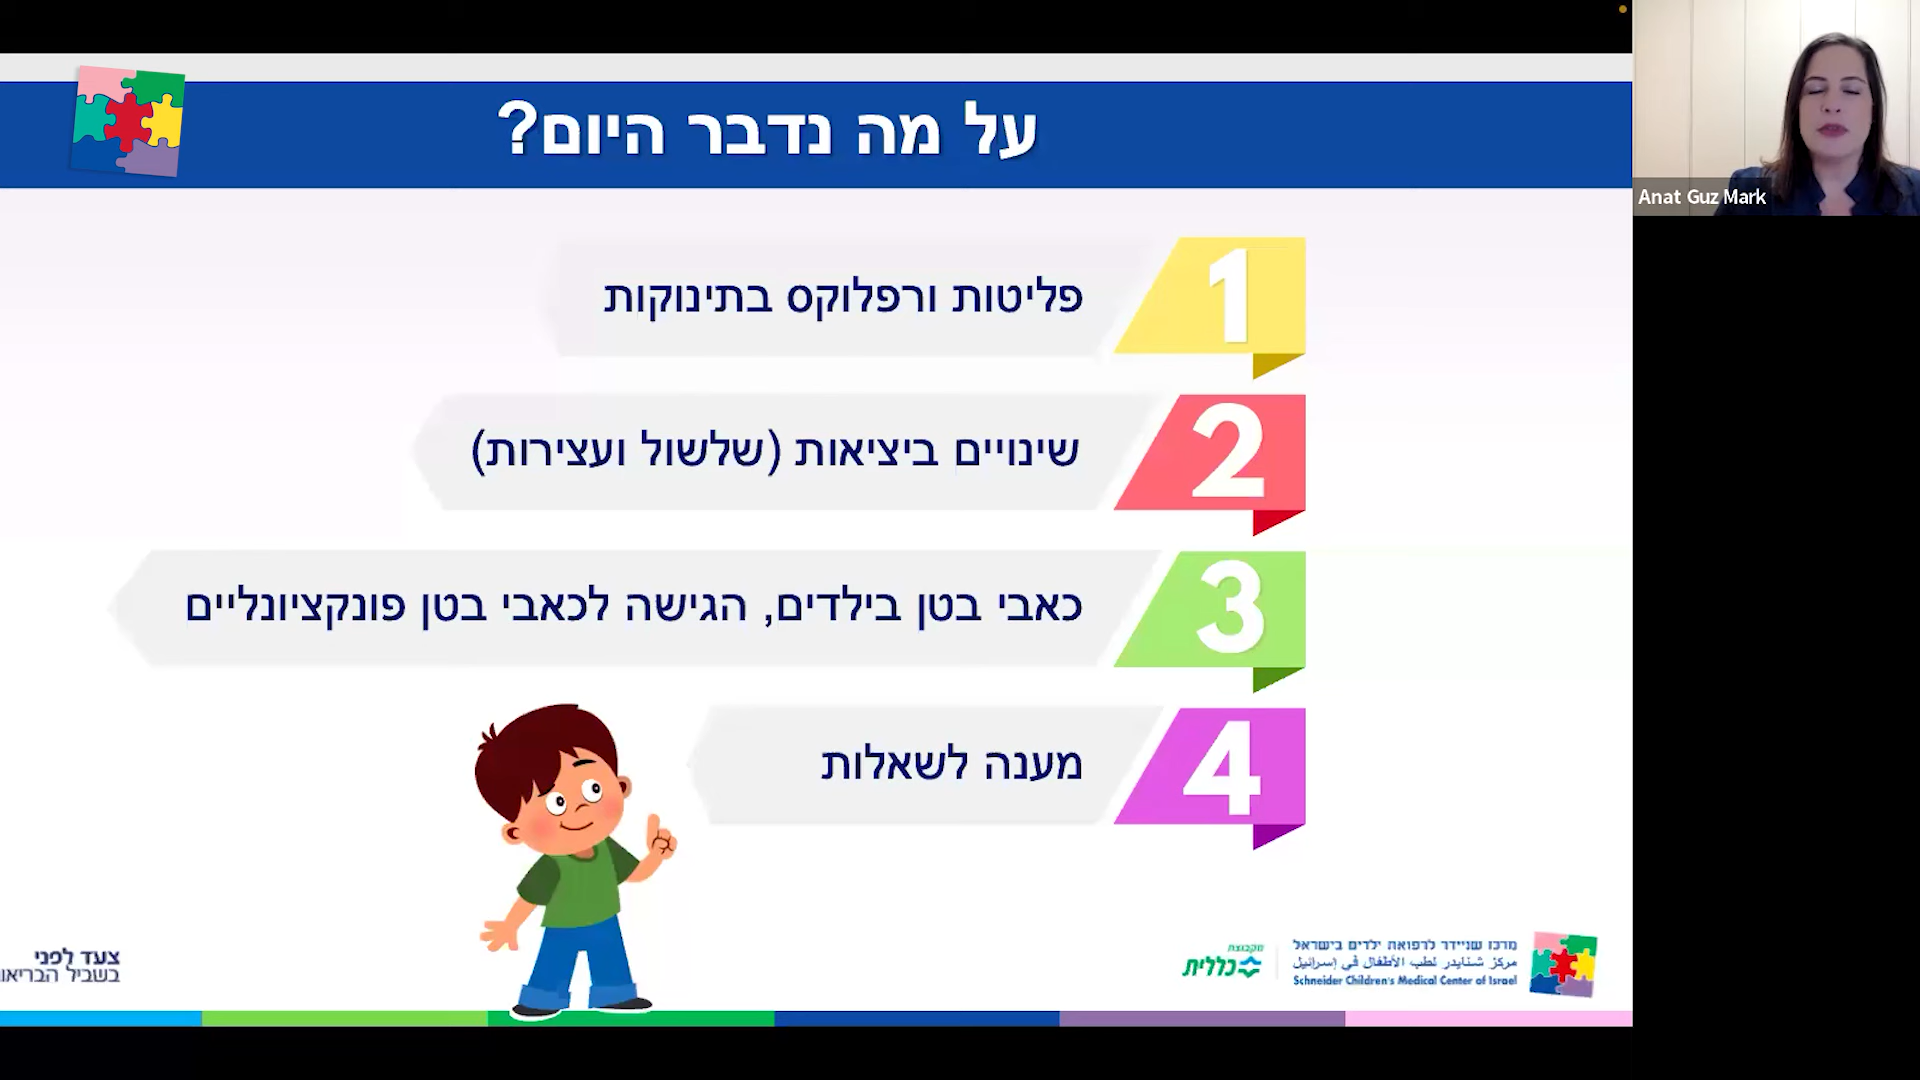 על מה נדבר היום?
1
פליטות ורפלוקס בתינוקות
2
שינויים ביציאות (שלשול ועצירות)
3
כאבי בטן בילדים, הגישה לכאבי בטן פונקציונליים
4
מענה לשאלות
Anat Guz Mark
מרכז שניידר לרפואת ילדים בישראל
مركز شنايدر لطب الأطفال في إسرائيل
Schneider Children's Medical Center of Israel
מקבוצת
כללית
צעד לפני
בשביל הבריאו